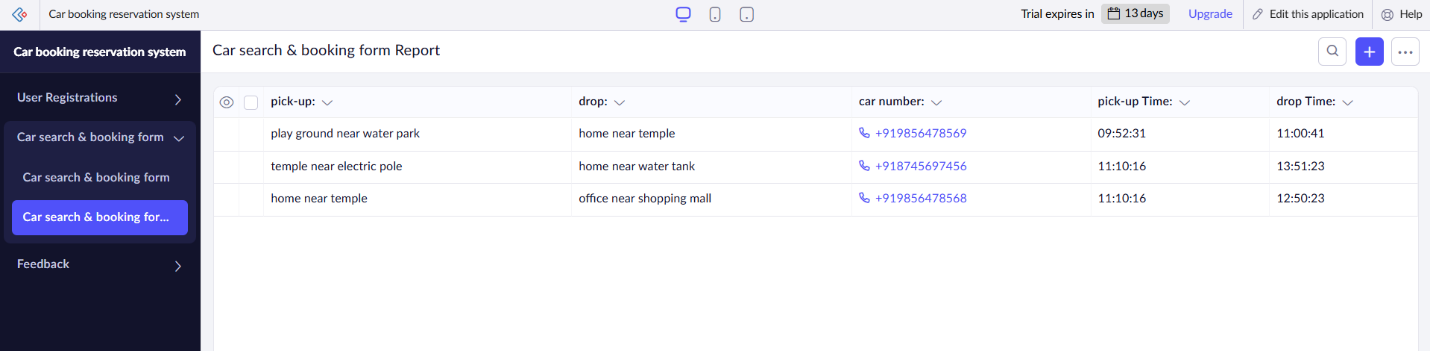 Car booking reservation system
Trial expires in 13 days Upgrade Edit this application Help
Car booking reservation system
Car search & booking form Report
User Registrations
Car search & booking form
Car search & booking form
Car search & booking for...
Feedback
pick-up: drop: car number: pick-up Time: drop Time:
play ground near water park home near temple +919856478569 09:52:31 11:00:41
temple near electric pole home near water tank +918745697456 11:10:16 13:51:23
home near temple office near shopping mall +919856478568 11:10:16 12:50:23